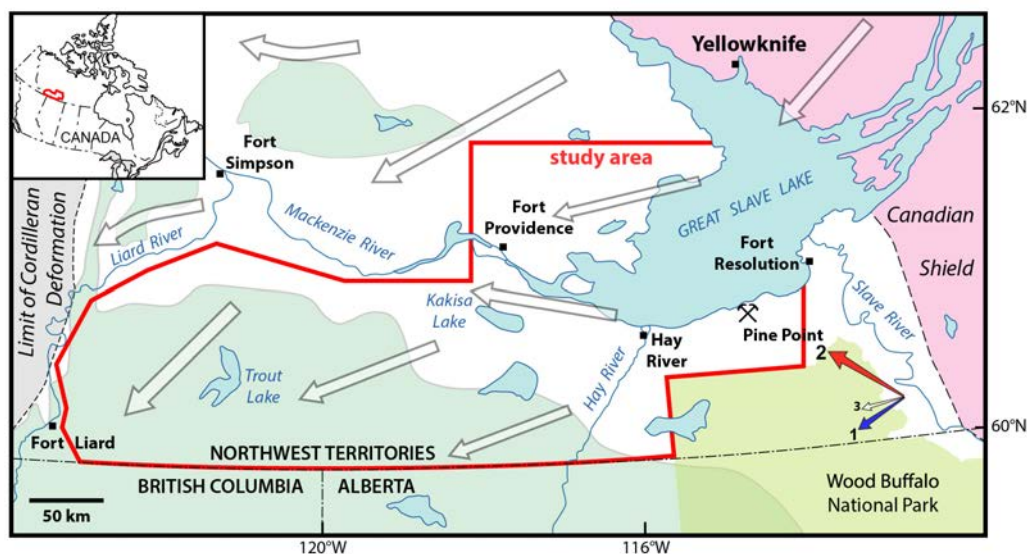 CANADA
Yellowknife
62°N
Fort
Simpson
study area
GREAT SLAVE LAKE
Fort
Providence
Mackenzie River
Liard River
Limit of Cordilleran
Deformation
Canadian
Shield
Fort
Resolution
Slave River
Kakisa
Lake
Pine Point
Hay
River
Hay River
Trout
Lake
2
3
1
60°N
Fort Liard
NORTHWEST TERRITORIES
BRITISH COLUMBIA
ALBERTA
Wood Buffalo
National Park
50 km
120°W
116°W